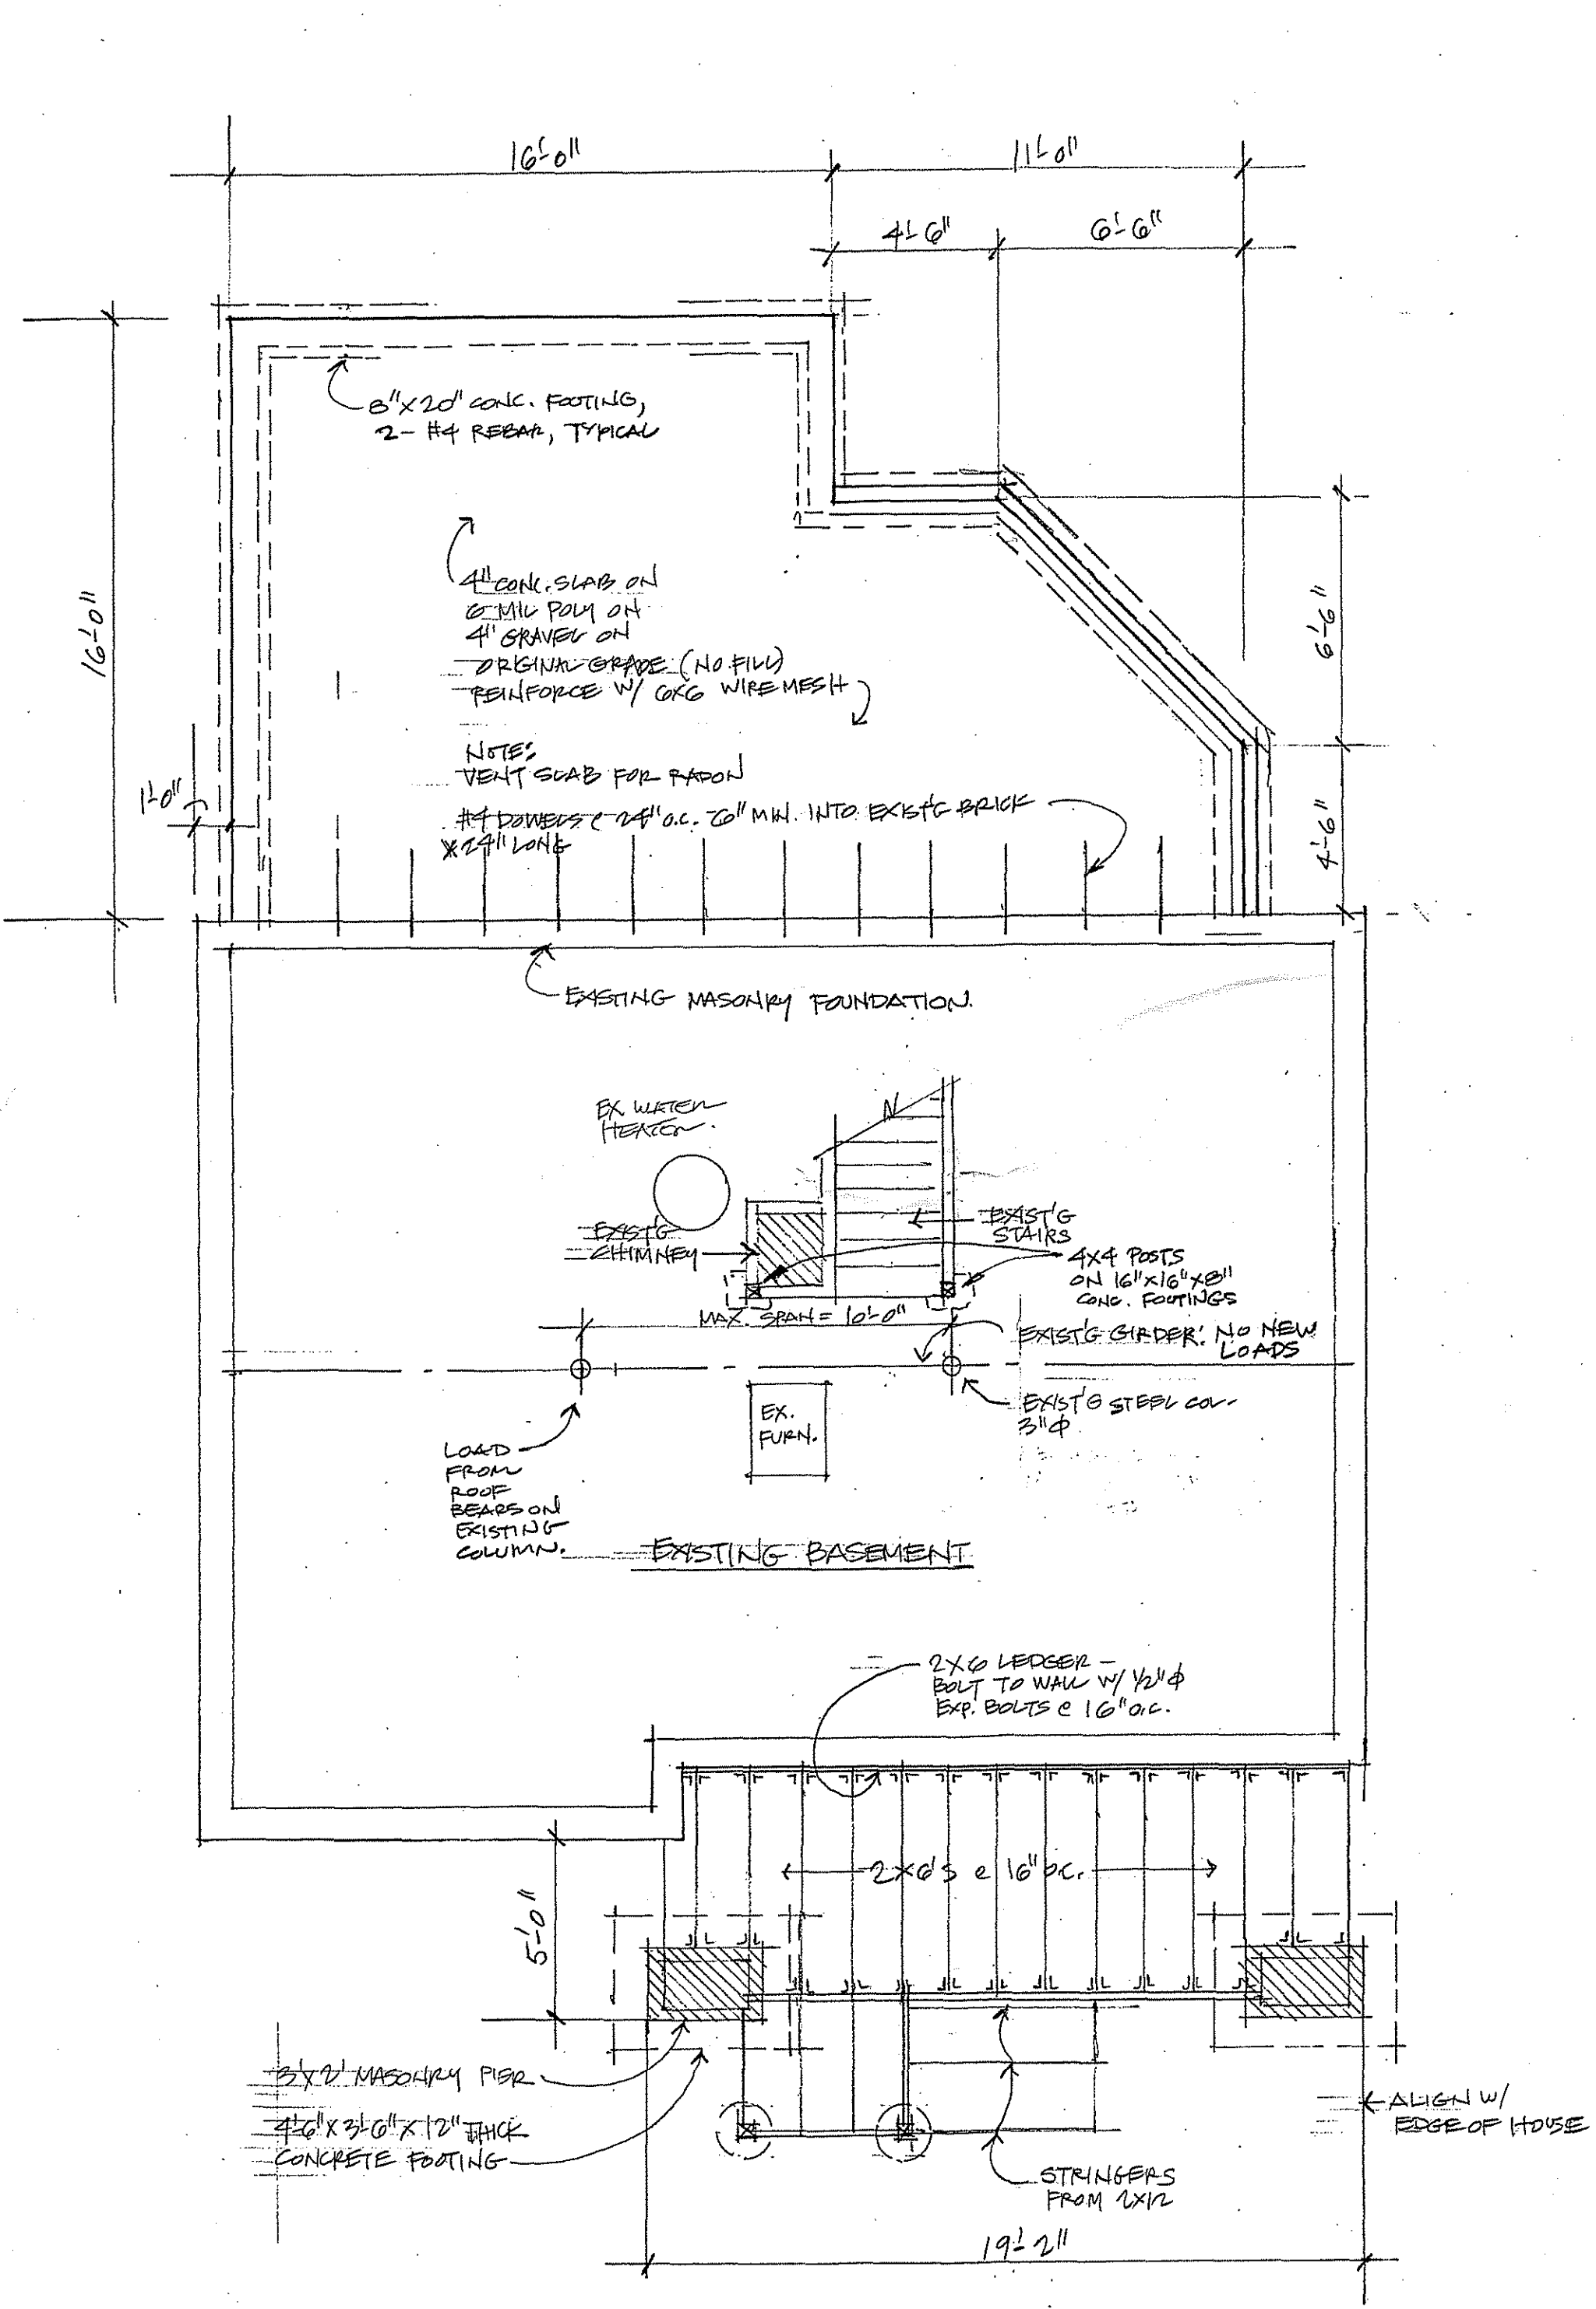 16'-0"
11'-0"
4'-6"
6'-6"
8"X20" CONC. FOOTING,
2- #4 REBAR, TYPICAL
4" CONC. SLAB ON
6 MIL POLY ON
4" GRAVEL ON
ORIGINAL GRADE (NO FILL)
REINFORCE W/ 6X6 WIRE MESH
16'-0"
6'-6"
NOTE:
VENT SLAB FOR RADON
1'-0"
#4 DOWELS @ 24" O.C. 6" MIN. INTO EXIST'G BRICK
X 24" LONG
4'-6"
EXISTING MASONRY FOUNDATION.
EX. WATER
HEATER.
EXIST'G
CHIMNEY
EXIST'G
STAIRS
4X4 POSTS
ON 16"X16"X8"
CONC. FOOTINGS
MAX. SPAN = 10'-0"
EXIST'G GIRDER: NO NEW
LOADS
EXIST'G STEEL COL.
3"Φ
EX.
FURN.
LOAD
FROM
ROOF
BEARS ON
EXISTING
COLUMN.
EXISTING BASEMENT
2X6 LEDGER -
BOLT TO WALL W/ 1/2"Φ
EXP. BOLTS @ 16" O.C.
2X6'S @ 16" O.C.
5'-0"
3'X2' MASONRY PIER
4'-6"X3'-6"X12" THICK
CONCRETE FOOTING
ALIGN W/
EDGE OF HOUSE
STRINGERS
FROM 2X12
19'-2"